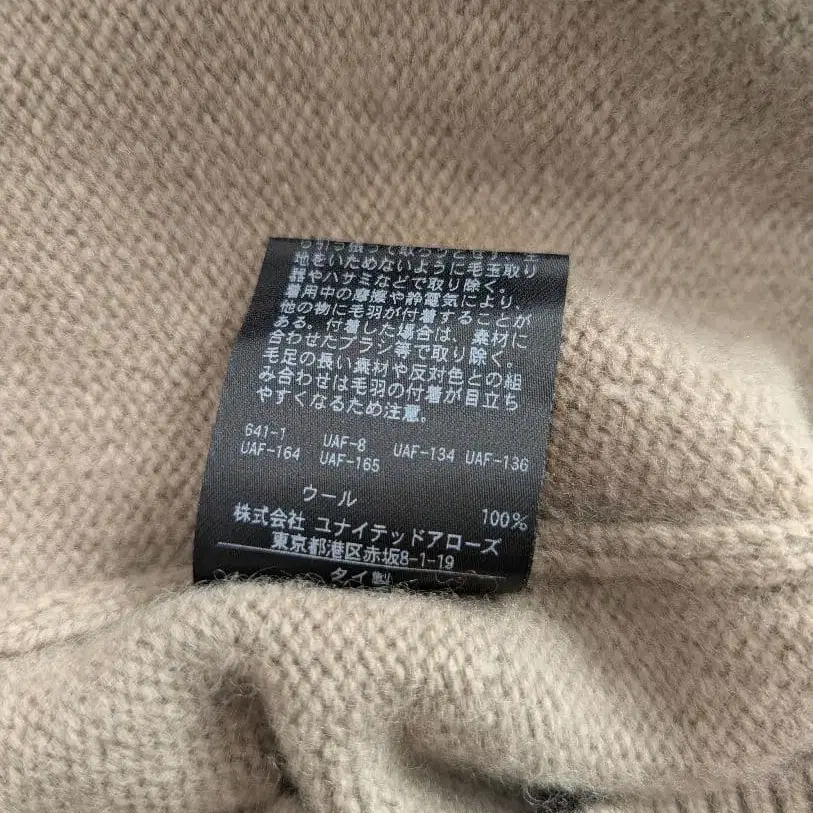 地をいためないように毛玉取り
器やハサミなどで取り除く。
着用中の摩擦や静電気により、
他の物に毛羽が付着することが
ある。付着した場合は、素材に
合わせたブラシ等で取り除く。
毛足の長い素材や反対色との組
み合わせは毛羽の付着が目立ち
やすくなるため注意。
641-1 UAF-8 UAF-134 UAF-136
UAF-164 UAF-165
ウール 100%
株式会社 ユナイテッドアローズ
東京都港区赤坂8-1-19
タイ製